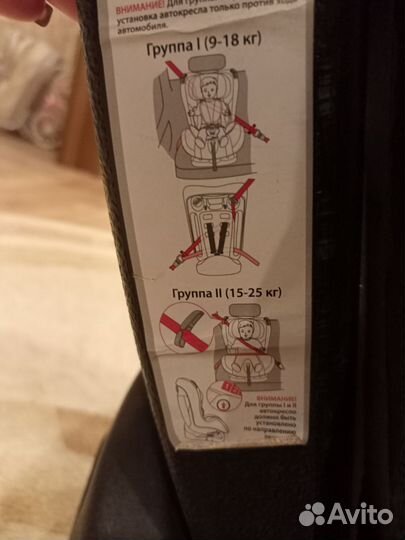 ВНИМАНИЕ! Для группы
установка автокресла только против хода
автомобиля.
Группа I (9-18 кг)
Группа II (15-25 кг)
ВНИМАНИЕ!
Для группы I и II
автокресло
должно быть
установлено
по направлению
Avito